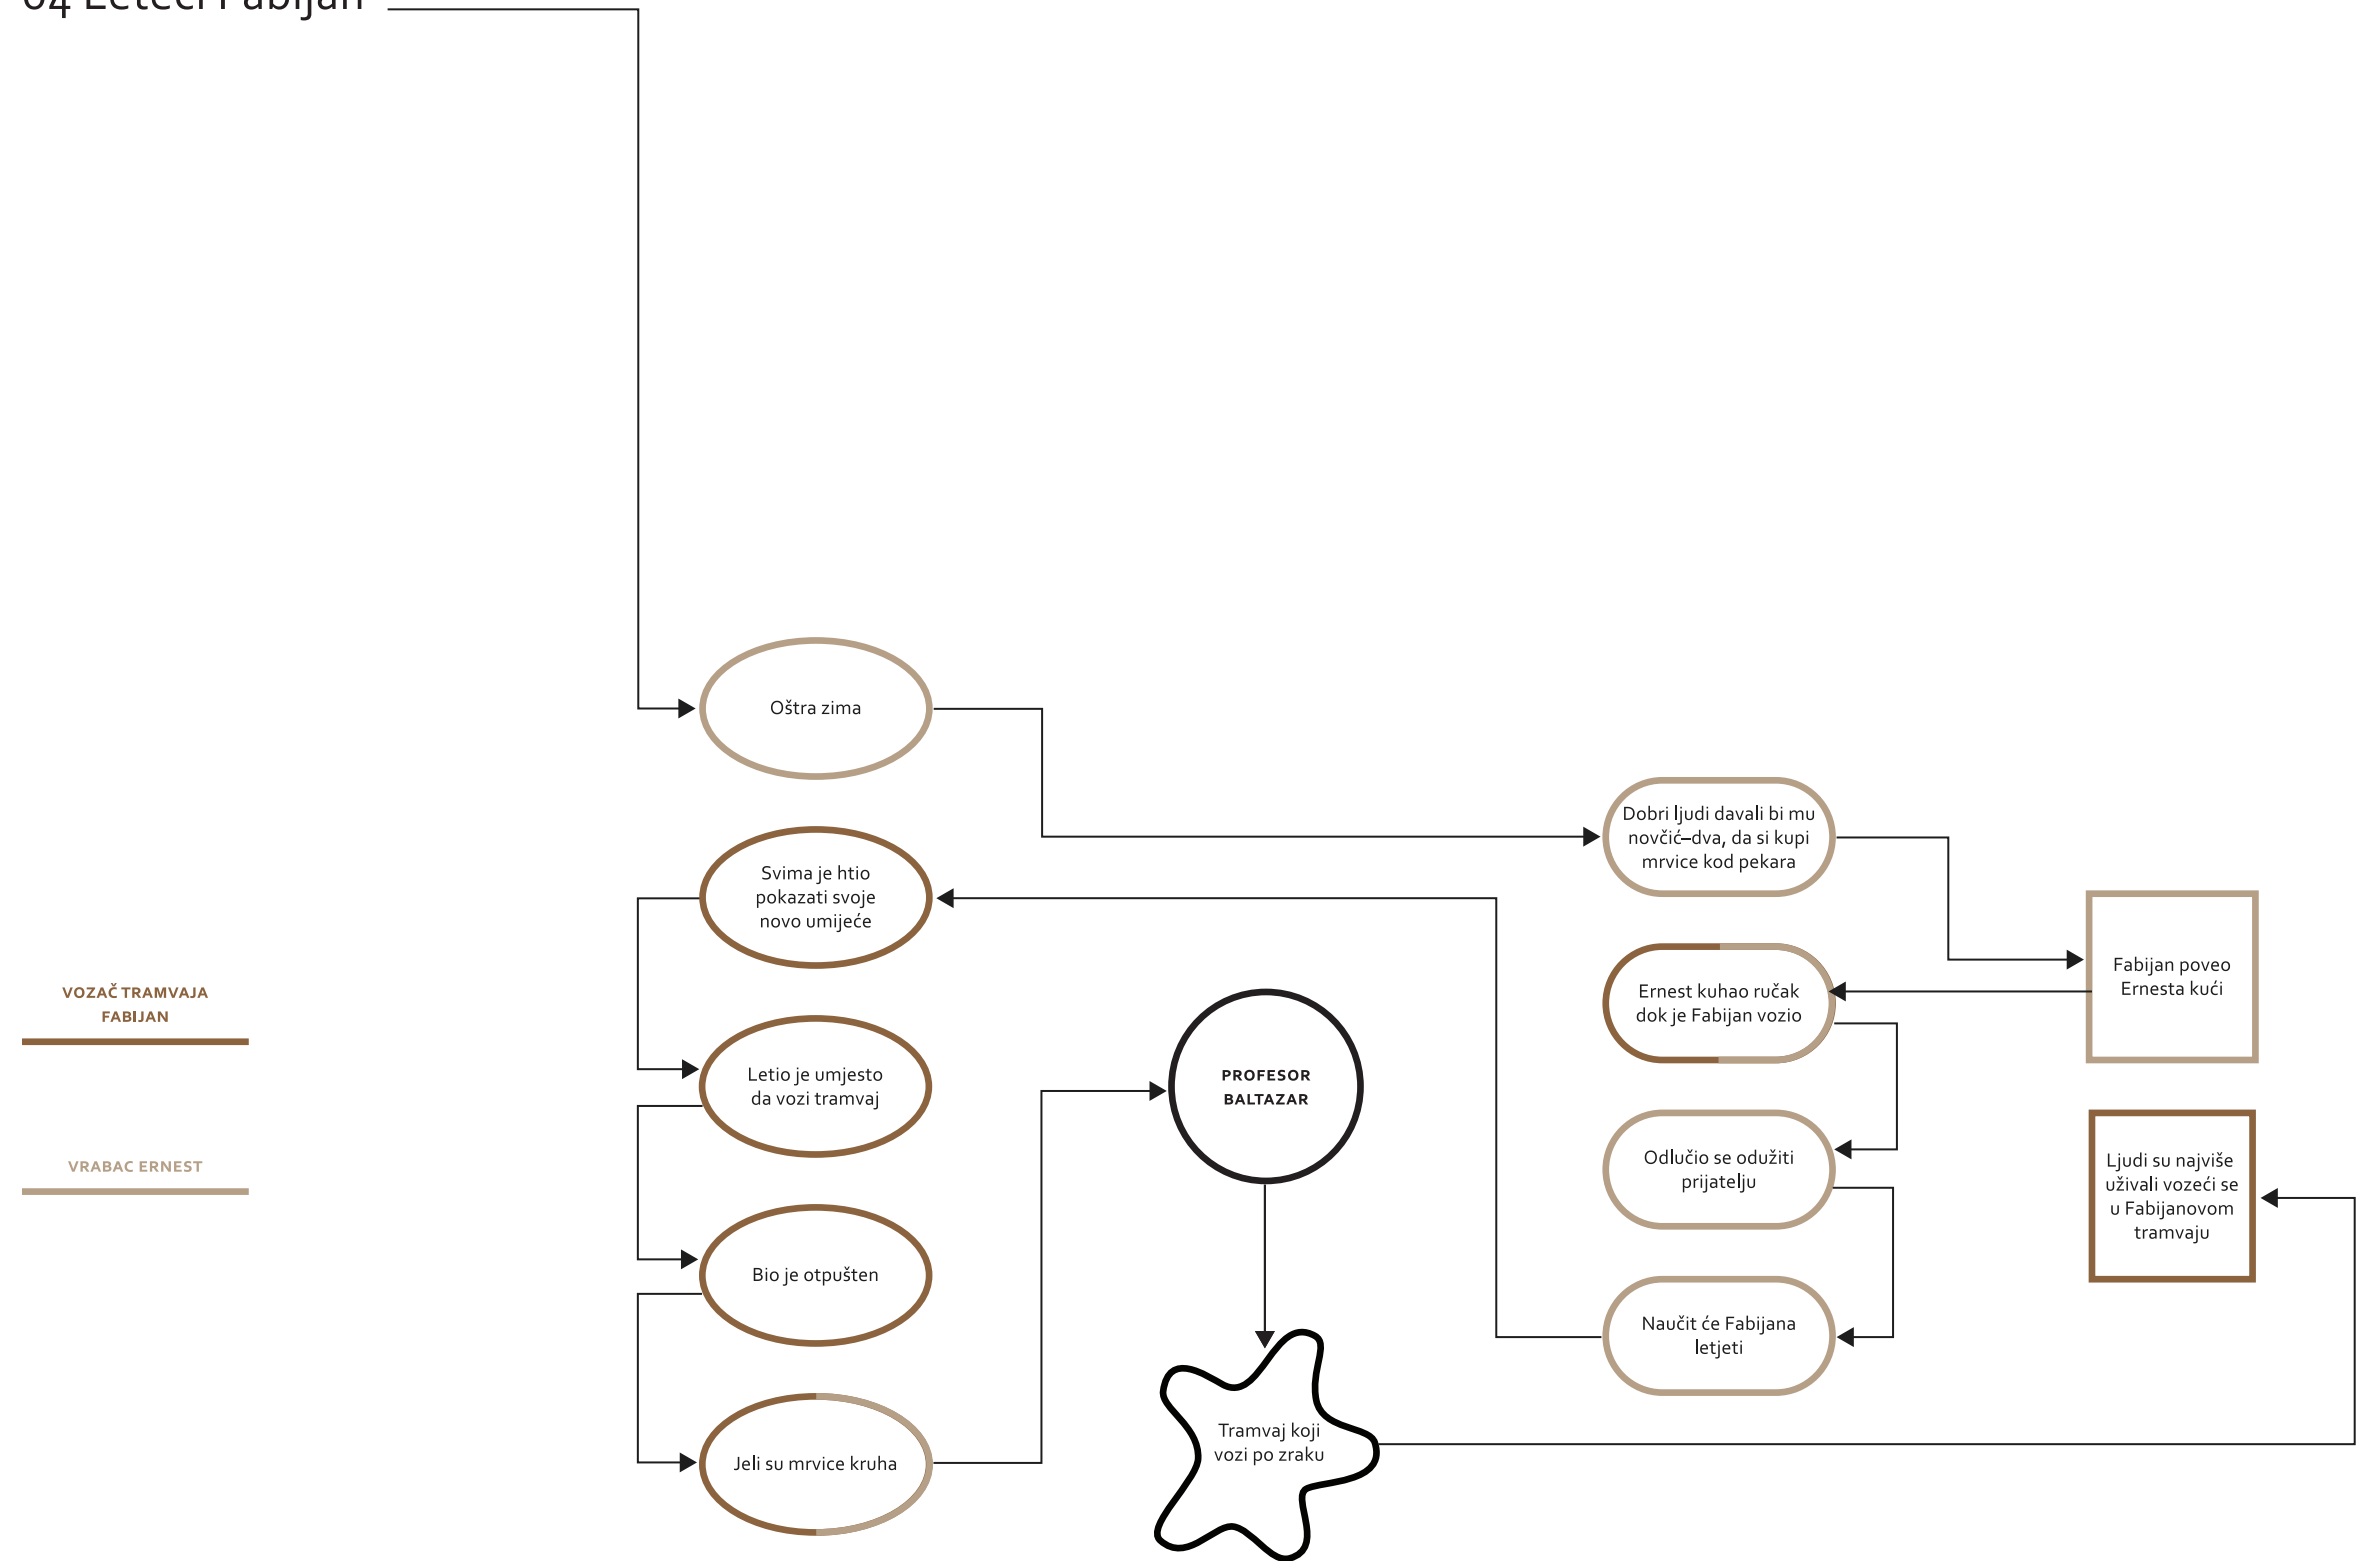 04 Leteći Fabijan
Oštra zima
Dobri ljudi davali bi mu
novčić–dva, da si kupi
mrvice kod pekara
Svima je htio
pokazati svoje
novo umijeće
Fabijan poveo
Ernesta kući
VOZAČ TRAMVAJA
FABIJAN
Ernest kuhao ručak
dok je Fabijan vozio
Letio je umjesto
da vozi tramvaj
PROFESOR
BALTAZAR
VRABAC ERNEST
Odlučio se odužiti
prijatelju
Ljudi su najviše
uživali vozeći se
u Fabijanovom
tramvaju
Bio je otpušten
Naučit će Fabijana
letjeti
Tramvaj koji
vozi po zraku
Jeli su mrvice kruha